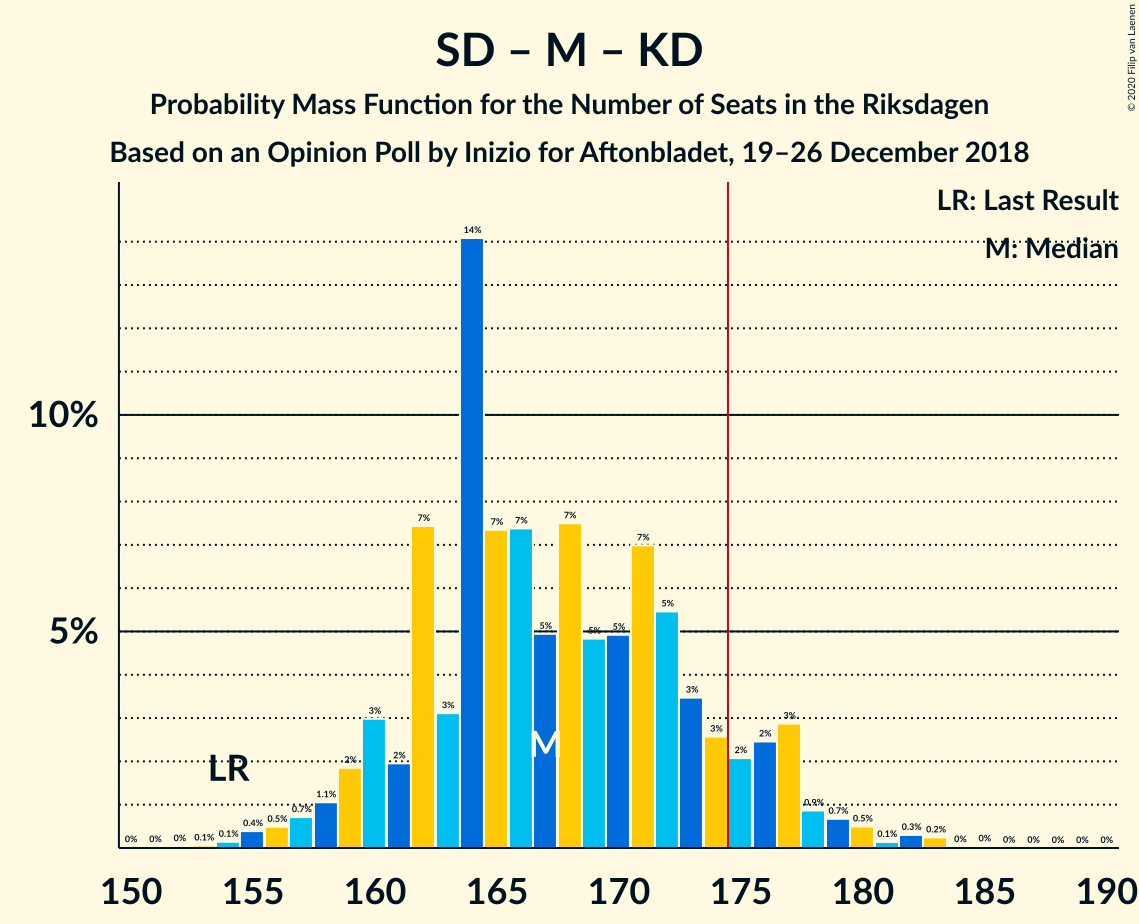 © 2020 Filip van Laenen
SD – M – KD
Probability Mass Function for the Number of Seats in the Riksdagen
Based on an Opinion Poll by Inizio for Aftonbladet, 19–26 December 2018
LR: Last Result
M: Median
10%
5%
LR
M
0% 0% 0% 0.1% 0.1% 0.4% 0.5% 0.7% 1.1% 2% 3% 2% 7% 3% 14% 7% 7% 5% 7% 5% 5% 7% 5% 3% 3% 2% 2% 3% 0.9% 0.7% 0.5% 0.1% 0.3% 0.2% 0% 0% 0% 0% 0% 0% 0%
150 155 160 165 170 175 180 185 190